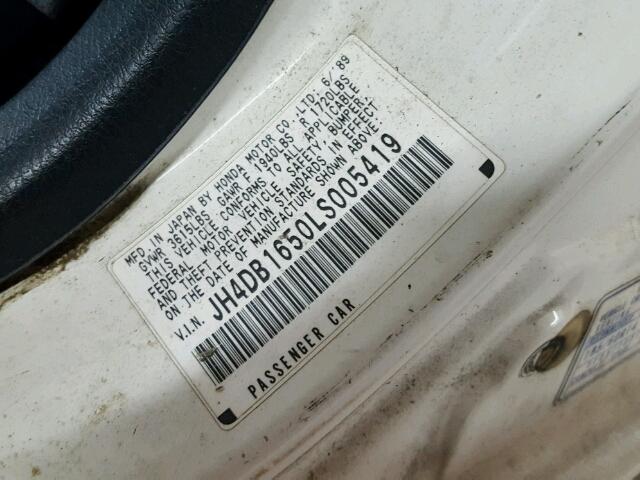 MFD. IN JAPAN BY HONDA MOTOR CO., LTD. 6/89
GVWR 3615LBS GAWR F 1940LBS R 1720LBS
THIS VEHICLE CONFORMS TO ALL APPLICABLE
FEDERAL MOTOR VEHICLE SAFETY, BUMPER,
AND THEFT PREVENTION STANDARDS IN EFFECT
ON THE DATE OF MANUFACTURE SHOWN ABOVE.
V.I.N. JH4DB1650LS005419
PASSENGER CAR